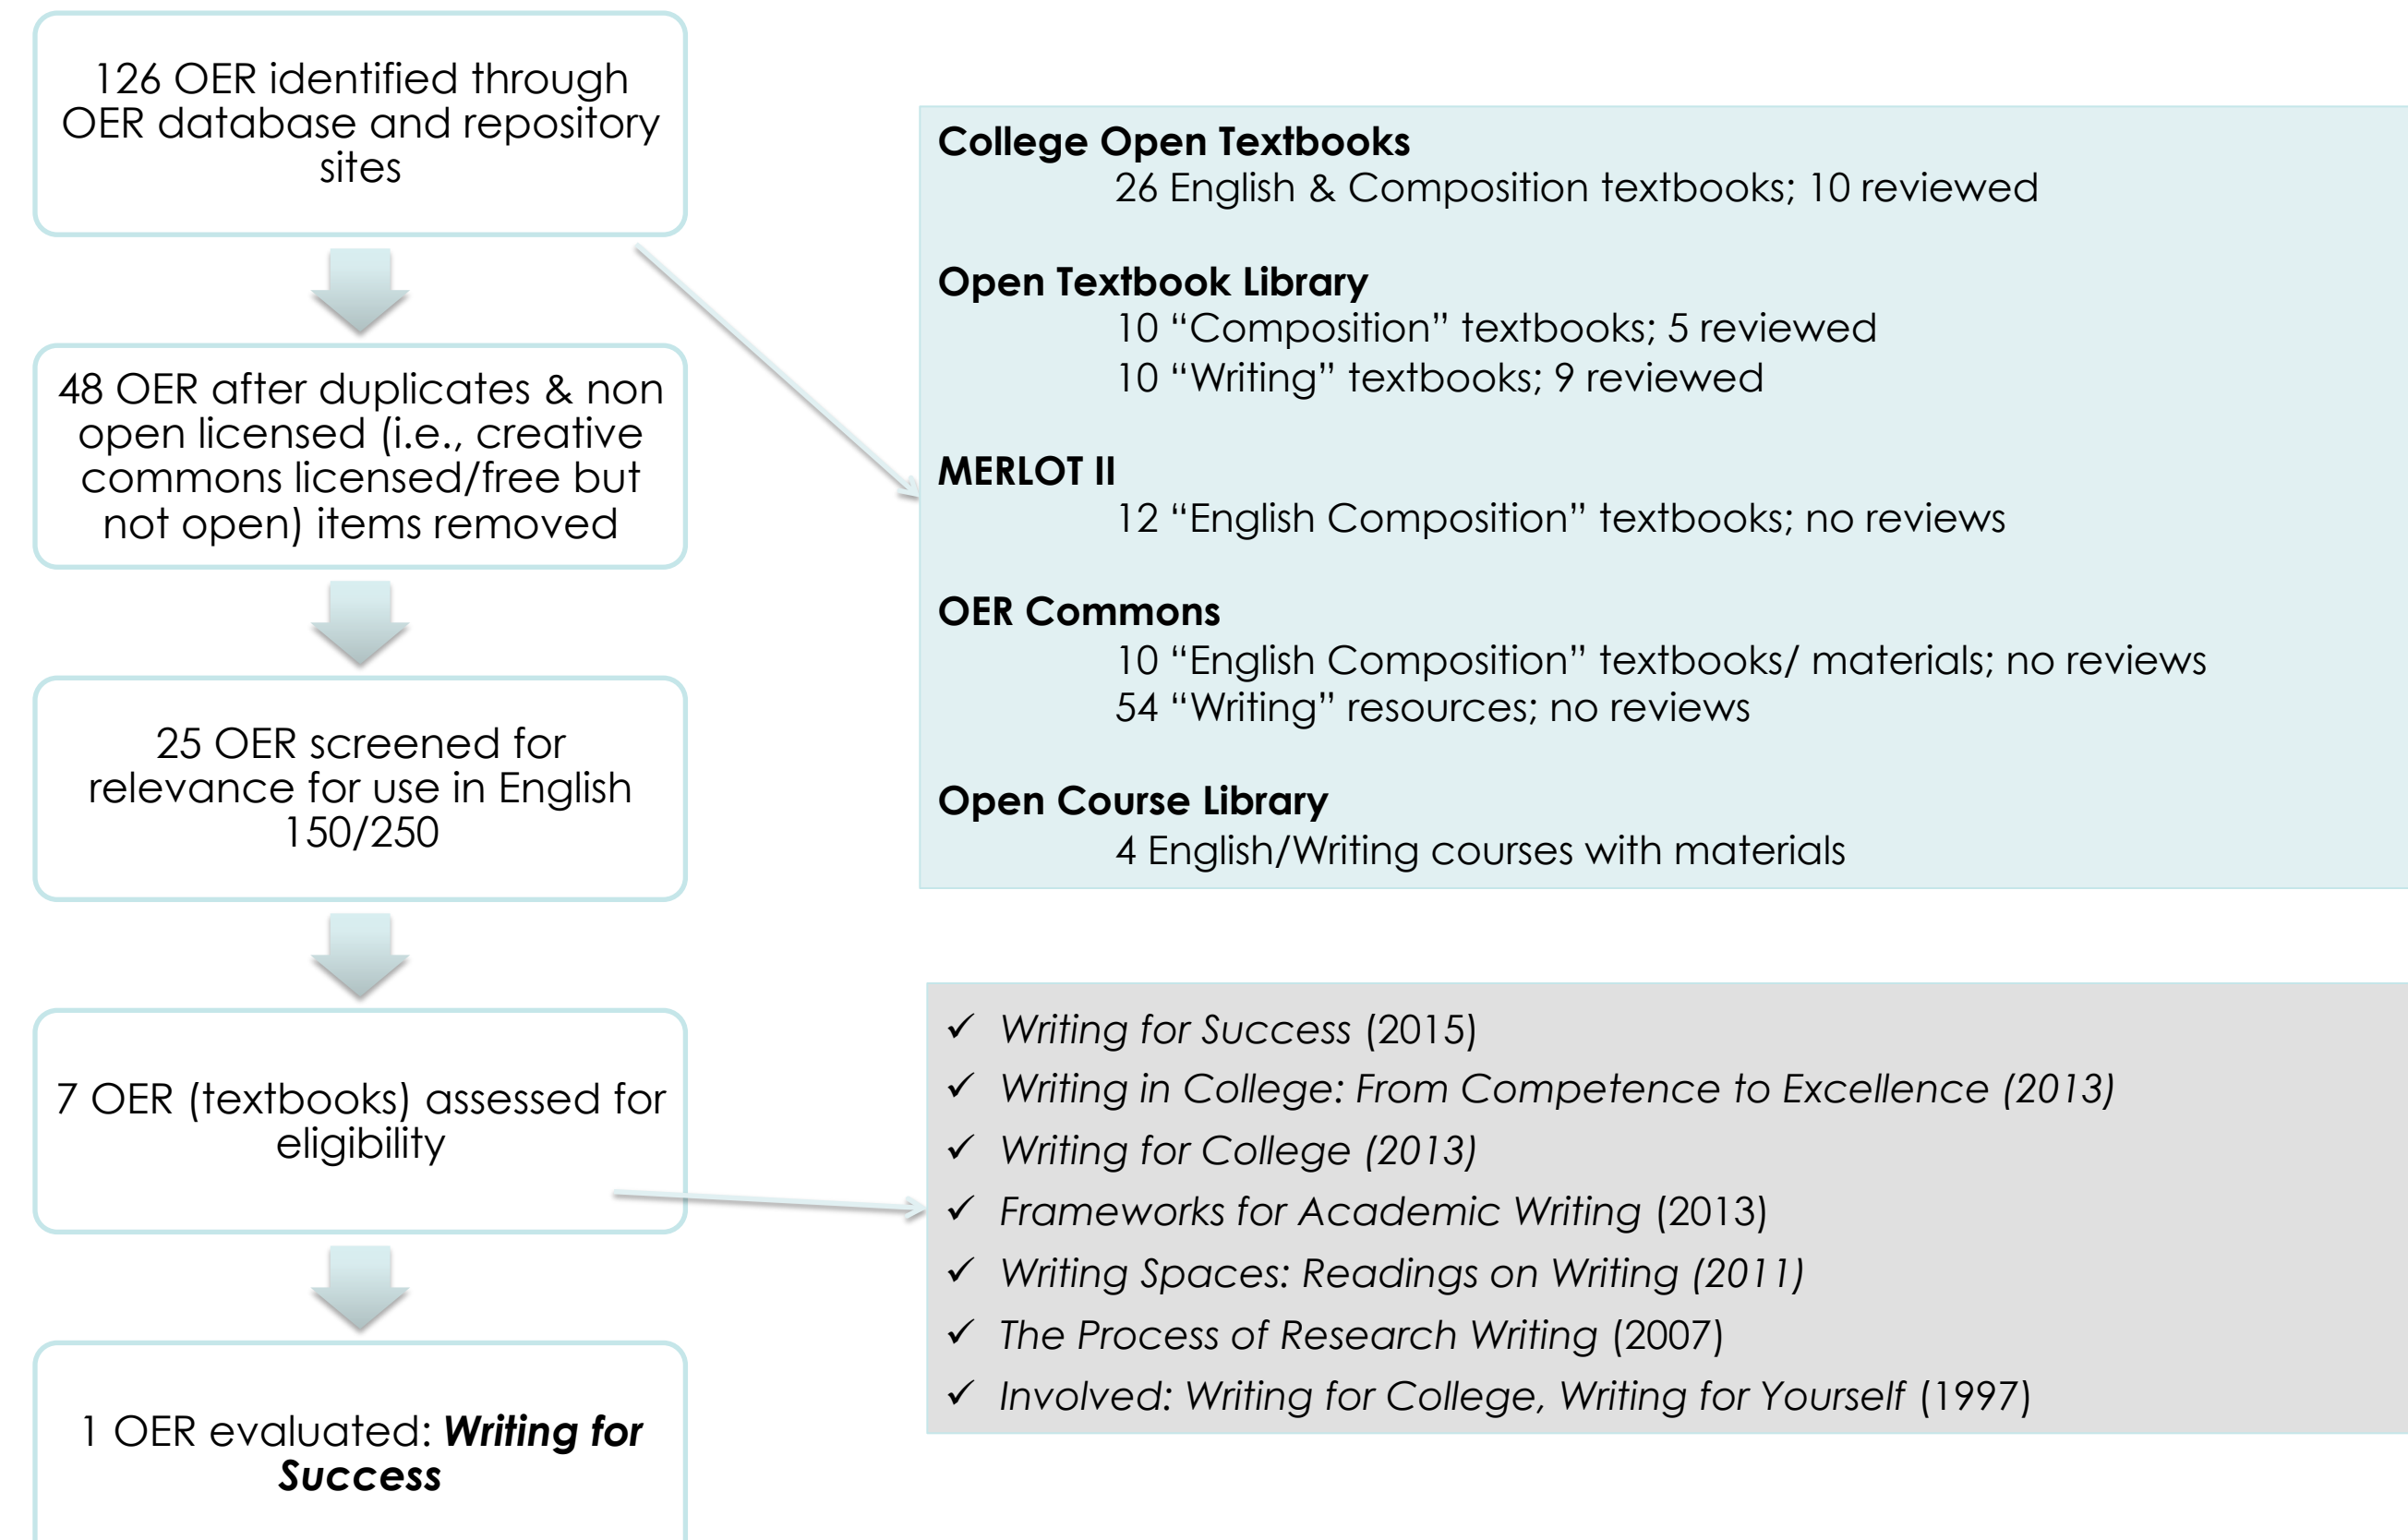 126 OER identified through
OER database and repository
sites
48 OER after duplicates & non
open licensed (i.e., creative
commons licensed/free but
not open) items removed
25 OER screened for
relevance for use in English
150/250
7 OER (textbooks) assessed for
eligibility
1 OER evaluated: Writing for
Success
College Open Textbooks
26 English & Composition textbooks; 10 reviewed
Open Textbook Library
10 “Composition” textbooks; 5 reviewed
10 “Writing” textbooks; 9 reviewed
MERLOT II
12 “English Composition” textbooks; no reviews
OER Commons
10 “English Composition” textbooks/ materials; no reviews
54 “Writing” resources; no reviews
Open Course Library
4 English/Writing courses with materials
✓ Writing for Success (2015)
✓ Writing in College: From Competence to Excellence (2013)
✓ Writing for College (2013)
✓ Frameworks for Academic Writing (2013)
✓ Writing Spaces: Readings on Writing (2011)
✓ The Process of Research Writing (2007)
✓ Involved: Writing for College, Writing for Yourself (1997)